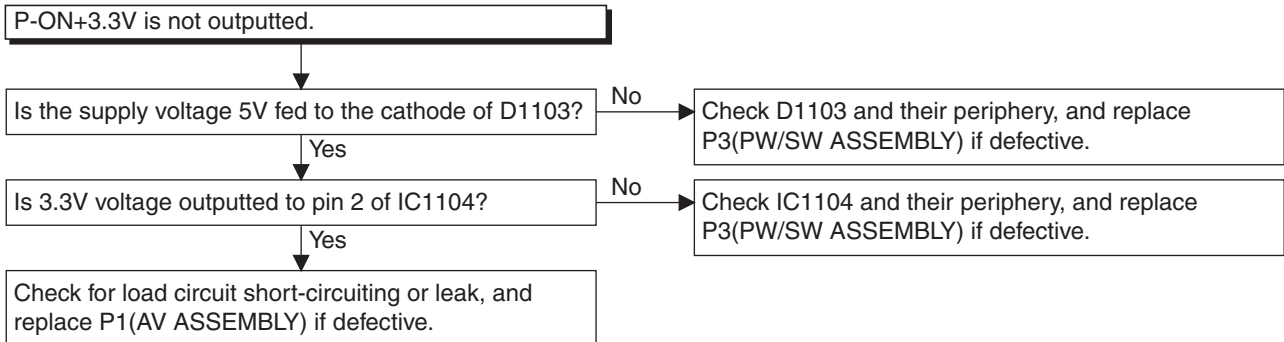 P-ON+3.3V is not outputted.
Is the supply voltage 5V fed to the cathode of D1103?
No
Check D1103 and their periphery, and replace
P3(PW/SW ASSEMBLY) if defective.
Yes
Is 3.3V voltage outputted to pin 2 of IC1104?
No
Check IC1104 and their periphery, and replace
P3(PW/SW ASSEMBLY) if defective.
Yes
Check for load circuit short-circuiting or leak, and
replace P1(AV ASSEMBLY) if defective.